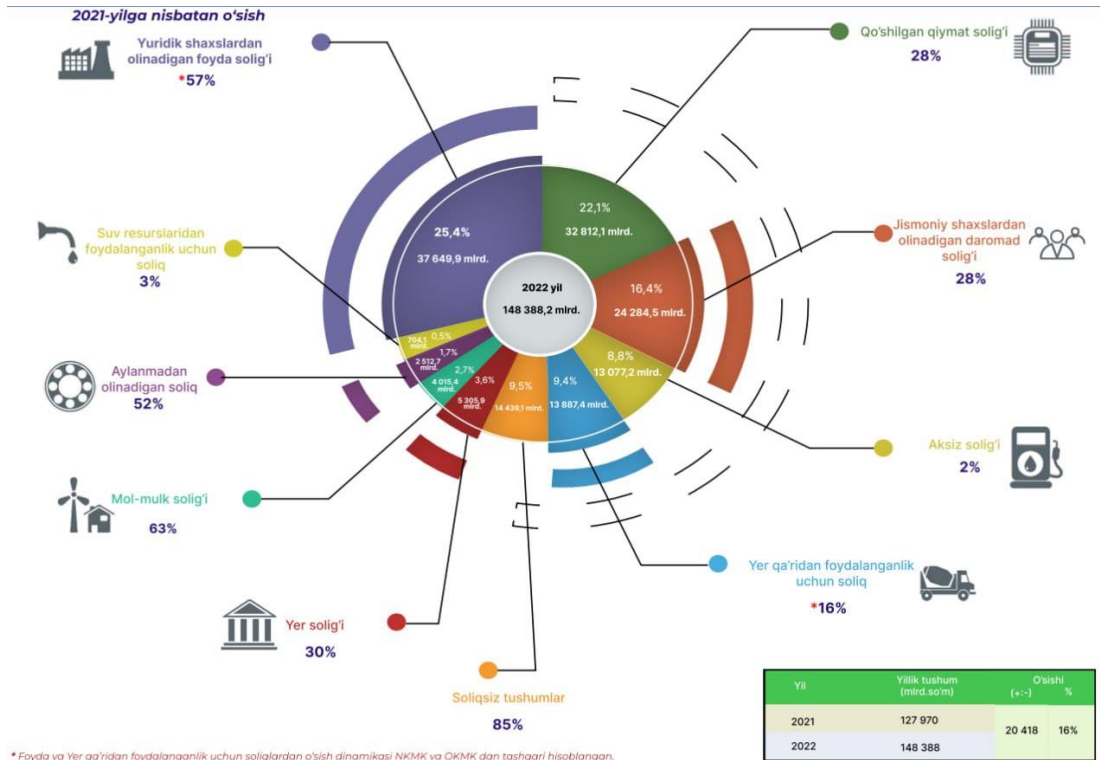 2021-yilga nisbatan o‘sish
Yuridik shaxslardan
olinadigan foyda solig‘i
*57%
Qo‘shilgan qiymat solig‘i
28%
Suv resurslaridan
foydalanganlik uchun
soliq
3%
Jismoniy shaxslardan
olinadigan daromad
solig‘i
28%
Aylanmadan
olinadigan soliq
52%
Aksiz solig‘i
2%
Mol-mulk solig‘i
63%
Yer qa’ridan foydalanganlik
uchun soliq
*16%
Yer solig‘i
30%
Soliqsiz tushumlar
85%
25,4%
37 649,9 mlrd.
22,1%
32 812,1 mlrd.
16,4%
24 284,5 mlrd.
8,8%
13 077,2 mlrd.
9,4%
13 887,4 mlrd.
9,5%
14 439,1 mlrd.
3,6%
5 305,9
mlrd.
2,7%
4 015,4
mlrd.
1,7%
2 512,7
mlrd.
0,5%
704,1
mlrd.
2022 yil
148 388,2 mlrd.
Yil Yillik tushum O‘sishi
(mlrd.so‘m) (+:-) %
2021 127 970
20 418 16%
2022 148 388
* Foyda va Yer qa’ridan foydalanganlik uchun soliqlardan o‘sish dinamikasi NKMK va OKMK dan tashqari hisoblangan.